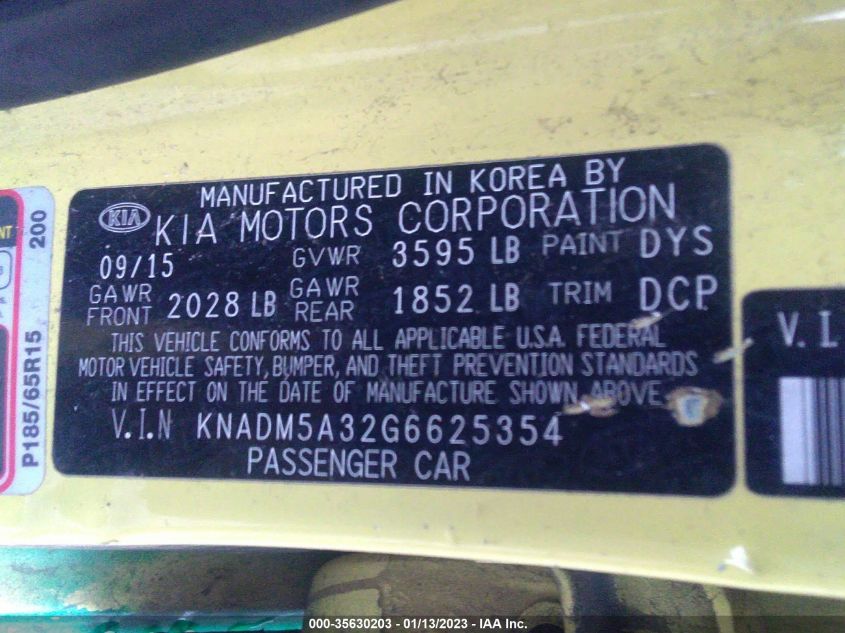 MANUFACTURED IN KOREA BY
KIA KIA MOTORS CORPORATION
09/15 GVWR 3595 LB PAINT DYS
GAWR FRONT 2028 LB GAWR REAR 1852 LB TRIM DCP
THIS VEHICLE CONFORMS TO ALL APPLICABLE U.S.A. FEDERAL
MOTOR VEHICLE SAFETY, BUMPER, AND THEFT PREVENTION STANDARDS
IN EFFECT ON THE DATE OF MANUFACTURE SHOWN ABOVE.
V.I.N KNADM5A32G6625354
PASSENGER CAR
P185/65R15 200
V.I
000-35630203 - 01/13/2023 - IAA Inc.